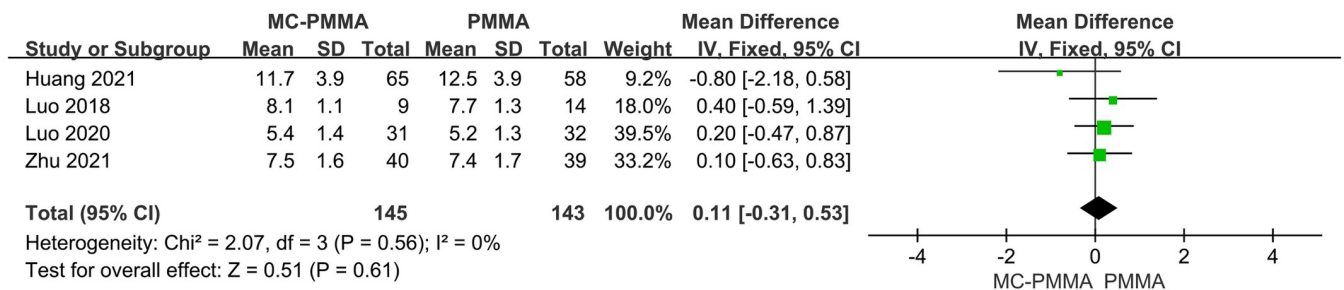 MC-PMMA PMMA Mean Difference Mean Difference
Study or Subgroup Mean SD Total Mean SD Total Weight IV, Fixed, 95% CI IV, Fixed, 95% CI
Huang 2021 11.7 3.9 65 12.5 3.9 58 9.2% -0.80 [-2.18, 0.58]
Luo 2018 8.1 1.1 9 7.7 1.3 14 18.0% 0.40 [-0.59, 1.39]
Luo 2020 5.4 1.4 31 5.2 1.3 32 39.5% 0.20 [-0.47, 0.87]
Zhu 2021 7.5 1.6 40 7.4 1.7 39 33.2% 0.10 [-0.63, 0.83]
Total (95% CI) 145 143 100.0% 0.11 [-0.31, 0.53]
Heterogeneity: Chi² = 2.07, df = 3 (P = 0.56); I² = 0%
Test for overall effect: Z = 0.51 (P = 0.61)
-4 -2 0 2 4
MC-PMMA PMMA